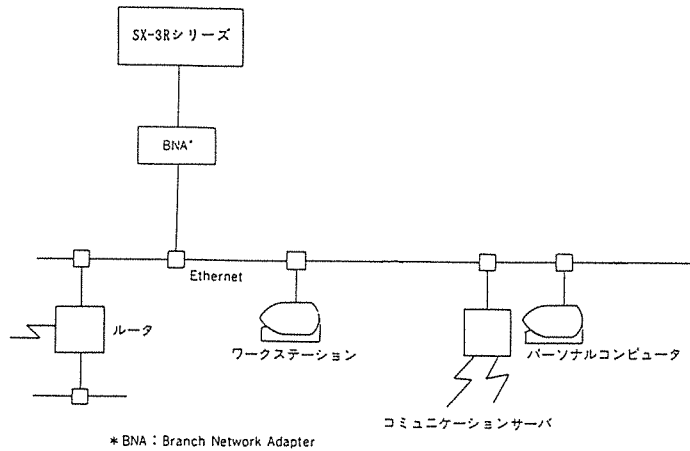 SX-3Rシリーズ
BNA*
Ethernet
ルータ
ワークステーション
パーソナルコンピュータ
コミュニケーションサーバ
*BNA：Branch Network Adapter